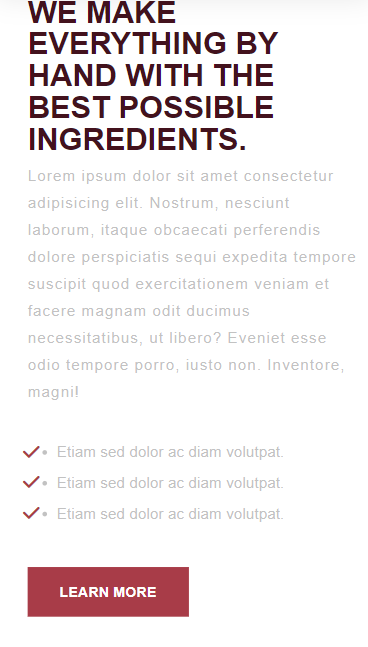 WE MAKE
EVERYTHING BY
HAND WITH THE
BEST POSSIBLE
INGREDIENTS.
Lorem ipsum dolor sit amet consectetur
adipisicing elit. Nostrum, nesciunt
laborum, itaque obcaecati perferendis
dolore perspiciatis sequi expedita tempore
suscipit quod exercitationem veniam et
facere magnam odit ducimus
necessitatibus, ut libero? Eveniet esse
odio tempore porro, iusto non. Inventore,
magni!
Etiam sed dolor ac diam volutpat.
Etiam sed dolor ac diam volutpat.
Etiam sed dolor ac diam volutpat.
LEARN MORE